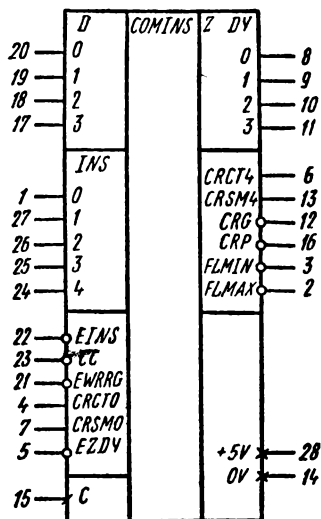 D COMINS Z DY
20 0 0 8
19 1 1 9
18 2 2 10
17 3 3 11
INS
CRCT4 6
1 0 CRSM4 13
27 1 CRG 12
26 2 CRP 16
25 3 FLMIN 3
24 4 FLMAX 2
22 EINS
23 CC
21 EWRRG
4 CRCT0
7 CRSM0
5 EZDY +5V 28
0V 14
15 C